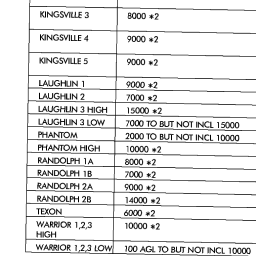 KINGSVILLE 3 8000 *2
KINGSVILLE 4 9000 *2
KINGSVILLE 5 9000 *2
LAUGHLIN 1 9000 *2
LAUGHLIN 2 7000 *2
LAUGHLIN 3 HIGH 15000 *2
LAUGHLIN 3 LOW 7000 TO BUT NOT INCL 15000
PHANTOM 2000 TO BUT NOT INCL 10000
PHANTOM HIGH 10000 *2
RANDOLPH 1A 8000 *2
RANDOLPH 1B 7000 *2
RANDOLPH 2A 9000 *2
RANDOLPH 2B 14000 *2
TEXON 6000 *2
WARRIOR 1,2,3 10000 *2
HIGH
WARRIOR 1,2,3 LOW 100 AGL TO BUT NOT INCL 10000